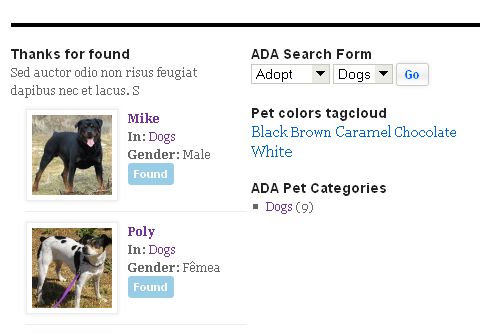 Thanks for found
Sed auctor odio non risus feugiat
dapibus nec et lacus. S
Mike
In: Dogs
Gender: Male
Found
Poly
In: Dogs
Gender: Fêmea
Found
ADA Search Form
Adopt Dogs Go
Pet colors tagcloud
Black Brown Caramel Chocolate
White
ADA Pet Categories
Dogs (9)